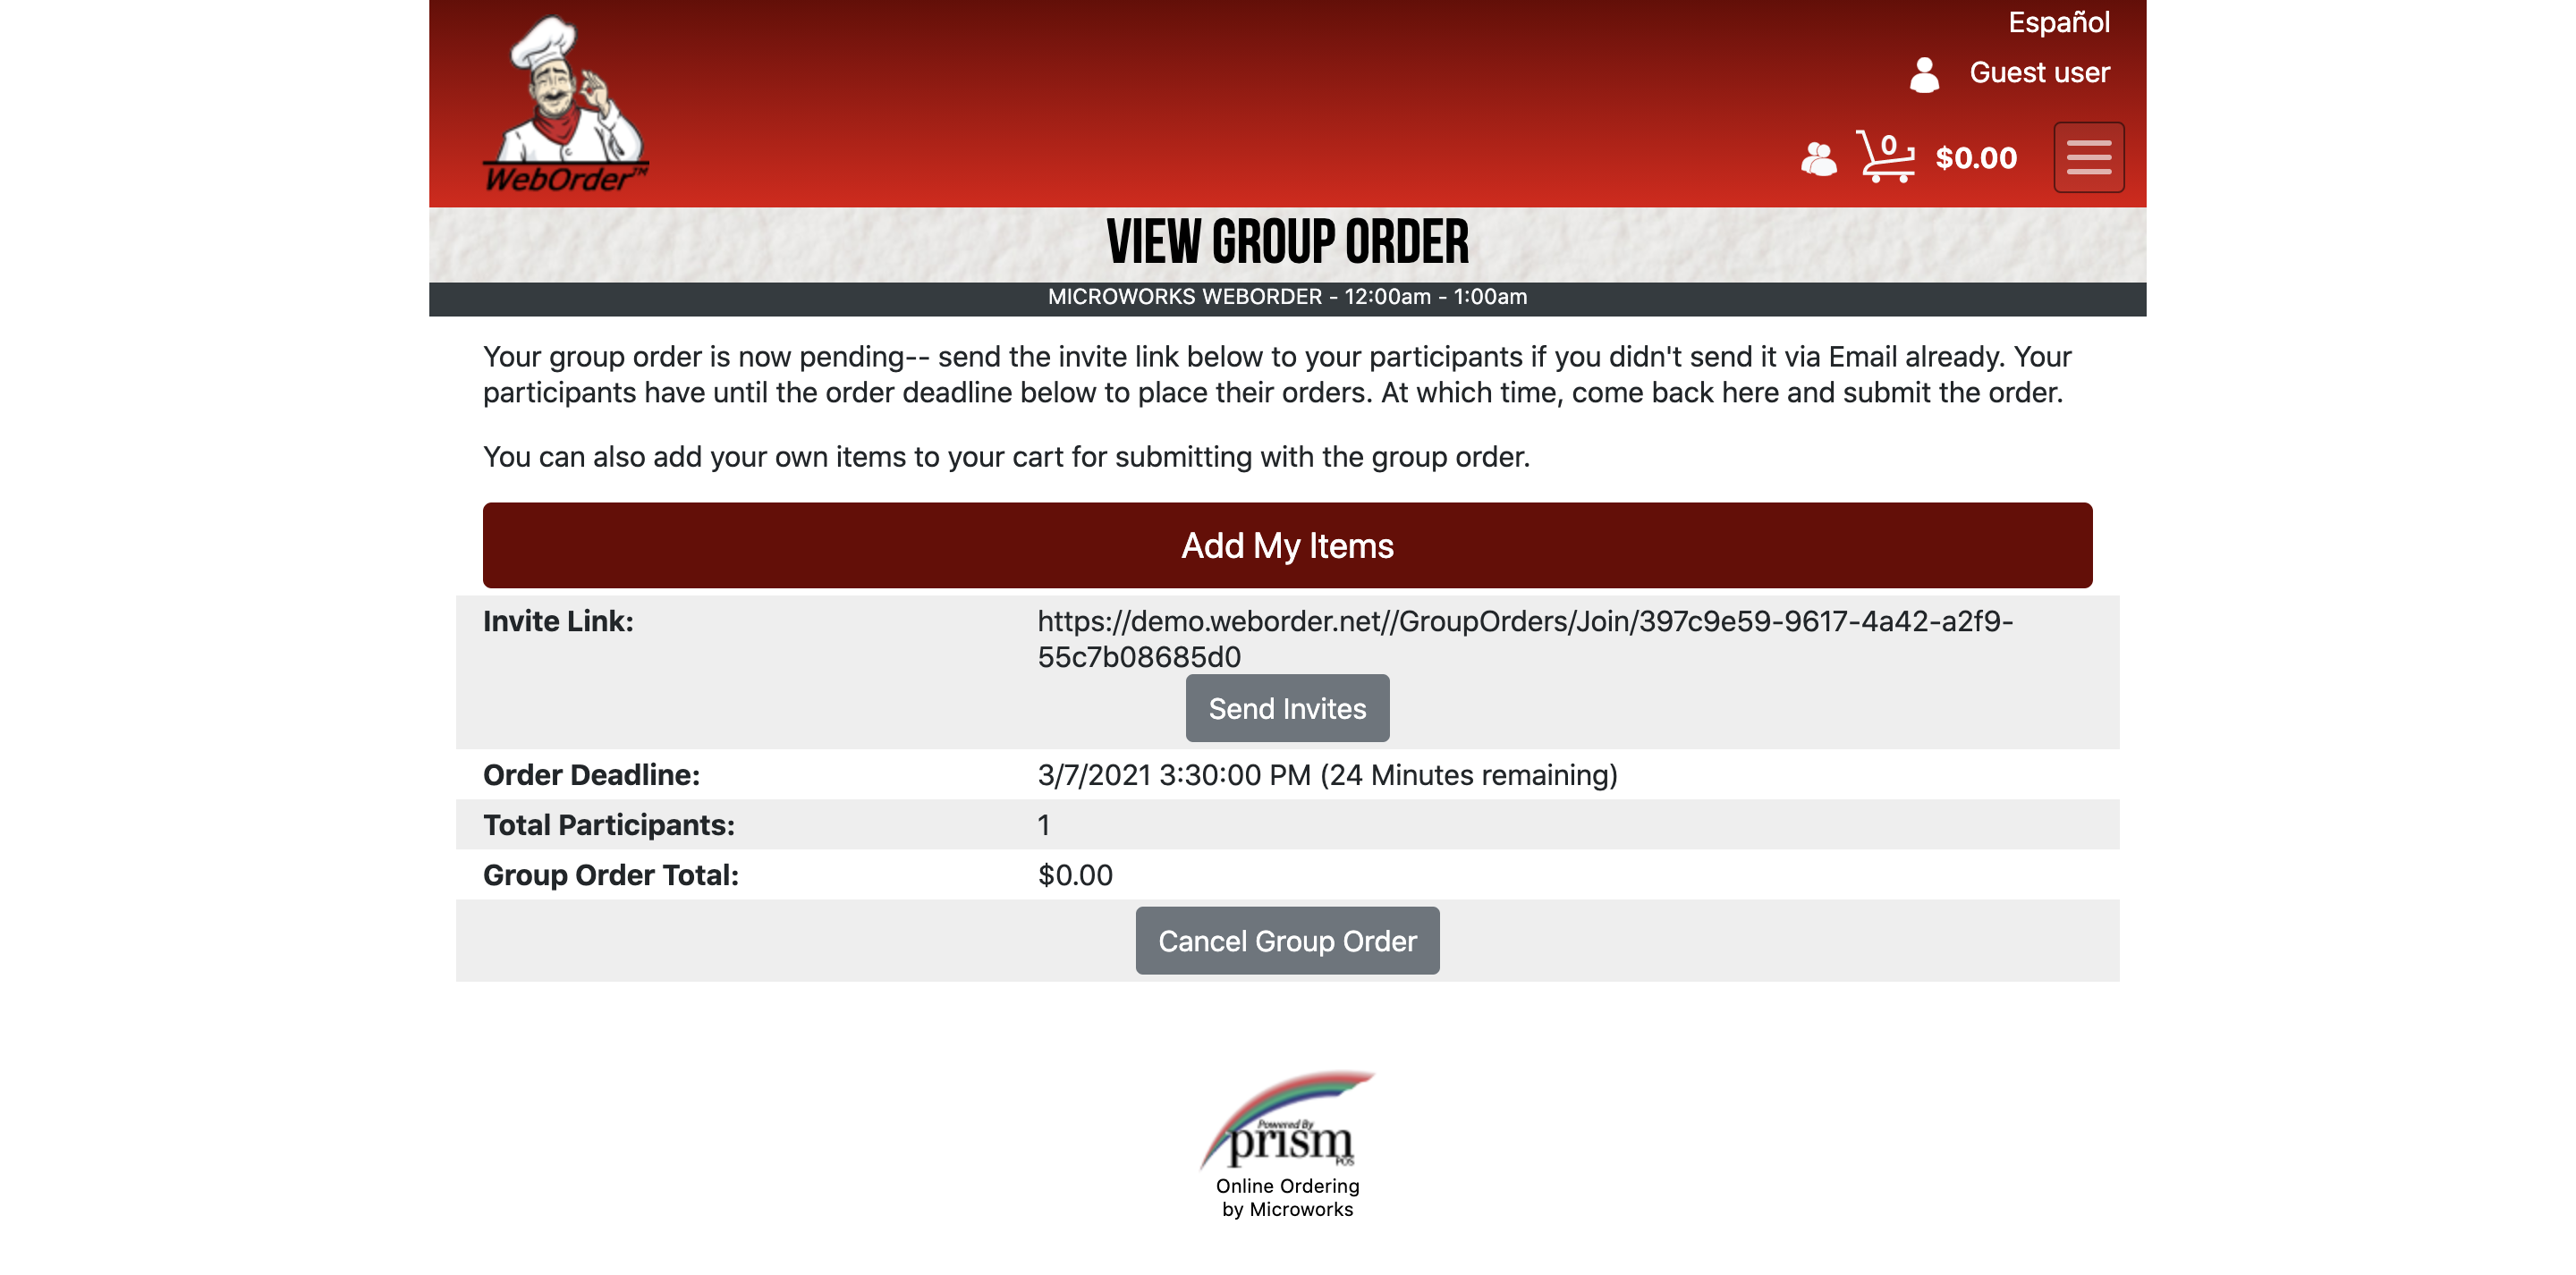 Español
Guest user
0 $0.00
WebOrder™
VIEW GROUP ORDER
MICROWORKS WEBORDER - 12:00am - 1:00am
Your group order is now pending-- send the invite link below to your participants if you didn't send it via Email already. Your
participants have until the order deadline below to place their orders. At which time, come back here and submit the order.
You can also add your own items to your cart for submitting with the group order.
Add My Items
Invite Link: https://demo.weborder.net//GroupOrders/Join/397c9e59-9617-4a42-a2f9-
55c7b08685d0
Send Invites
Order Deadline: 3/7/2021 3:30:00 PM (24 Minutes remaining)
Total Participants: 1
Group Order Total: $0.00
Cancel Group Order
Powered By
prism
POS
Online Ordering
by Microworks